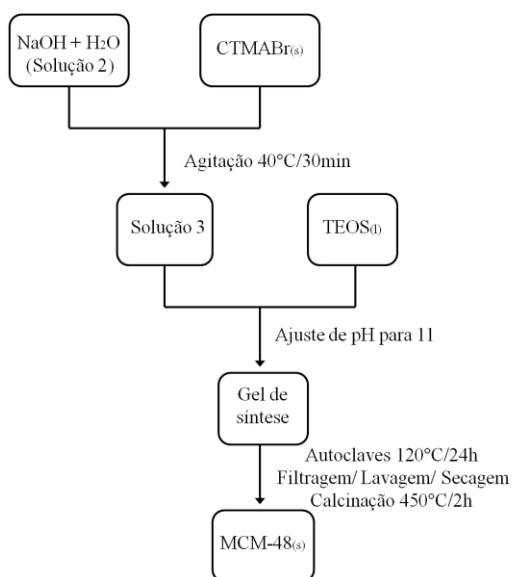 NaOH + H₂O
(Solução 2)
CTMABr(s)
Agitação 40°C/30min
Solução 3
TEOS(l)
Ajuste de pH para 11
Gel de
síntese
Autoclaves 120°C/24h
Filtragem/ Lavagem/ Secagem
Calcinação 450°C/2h
MCM-48(s)